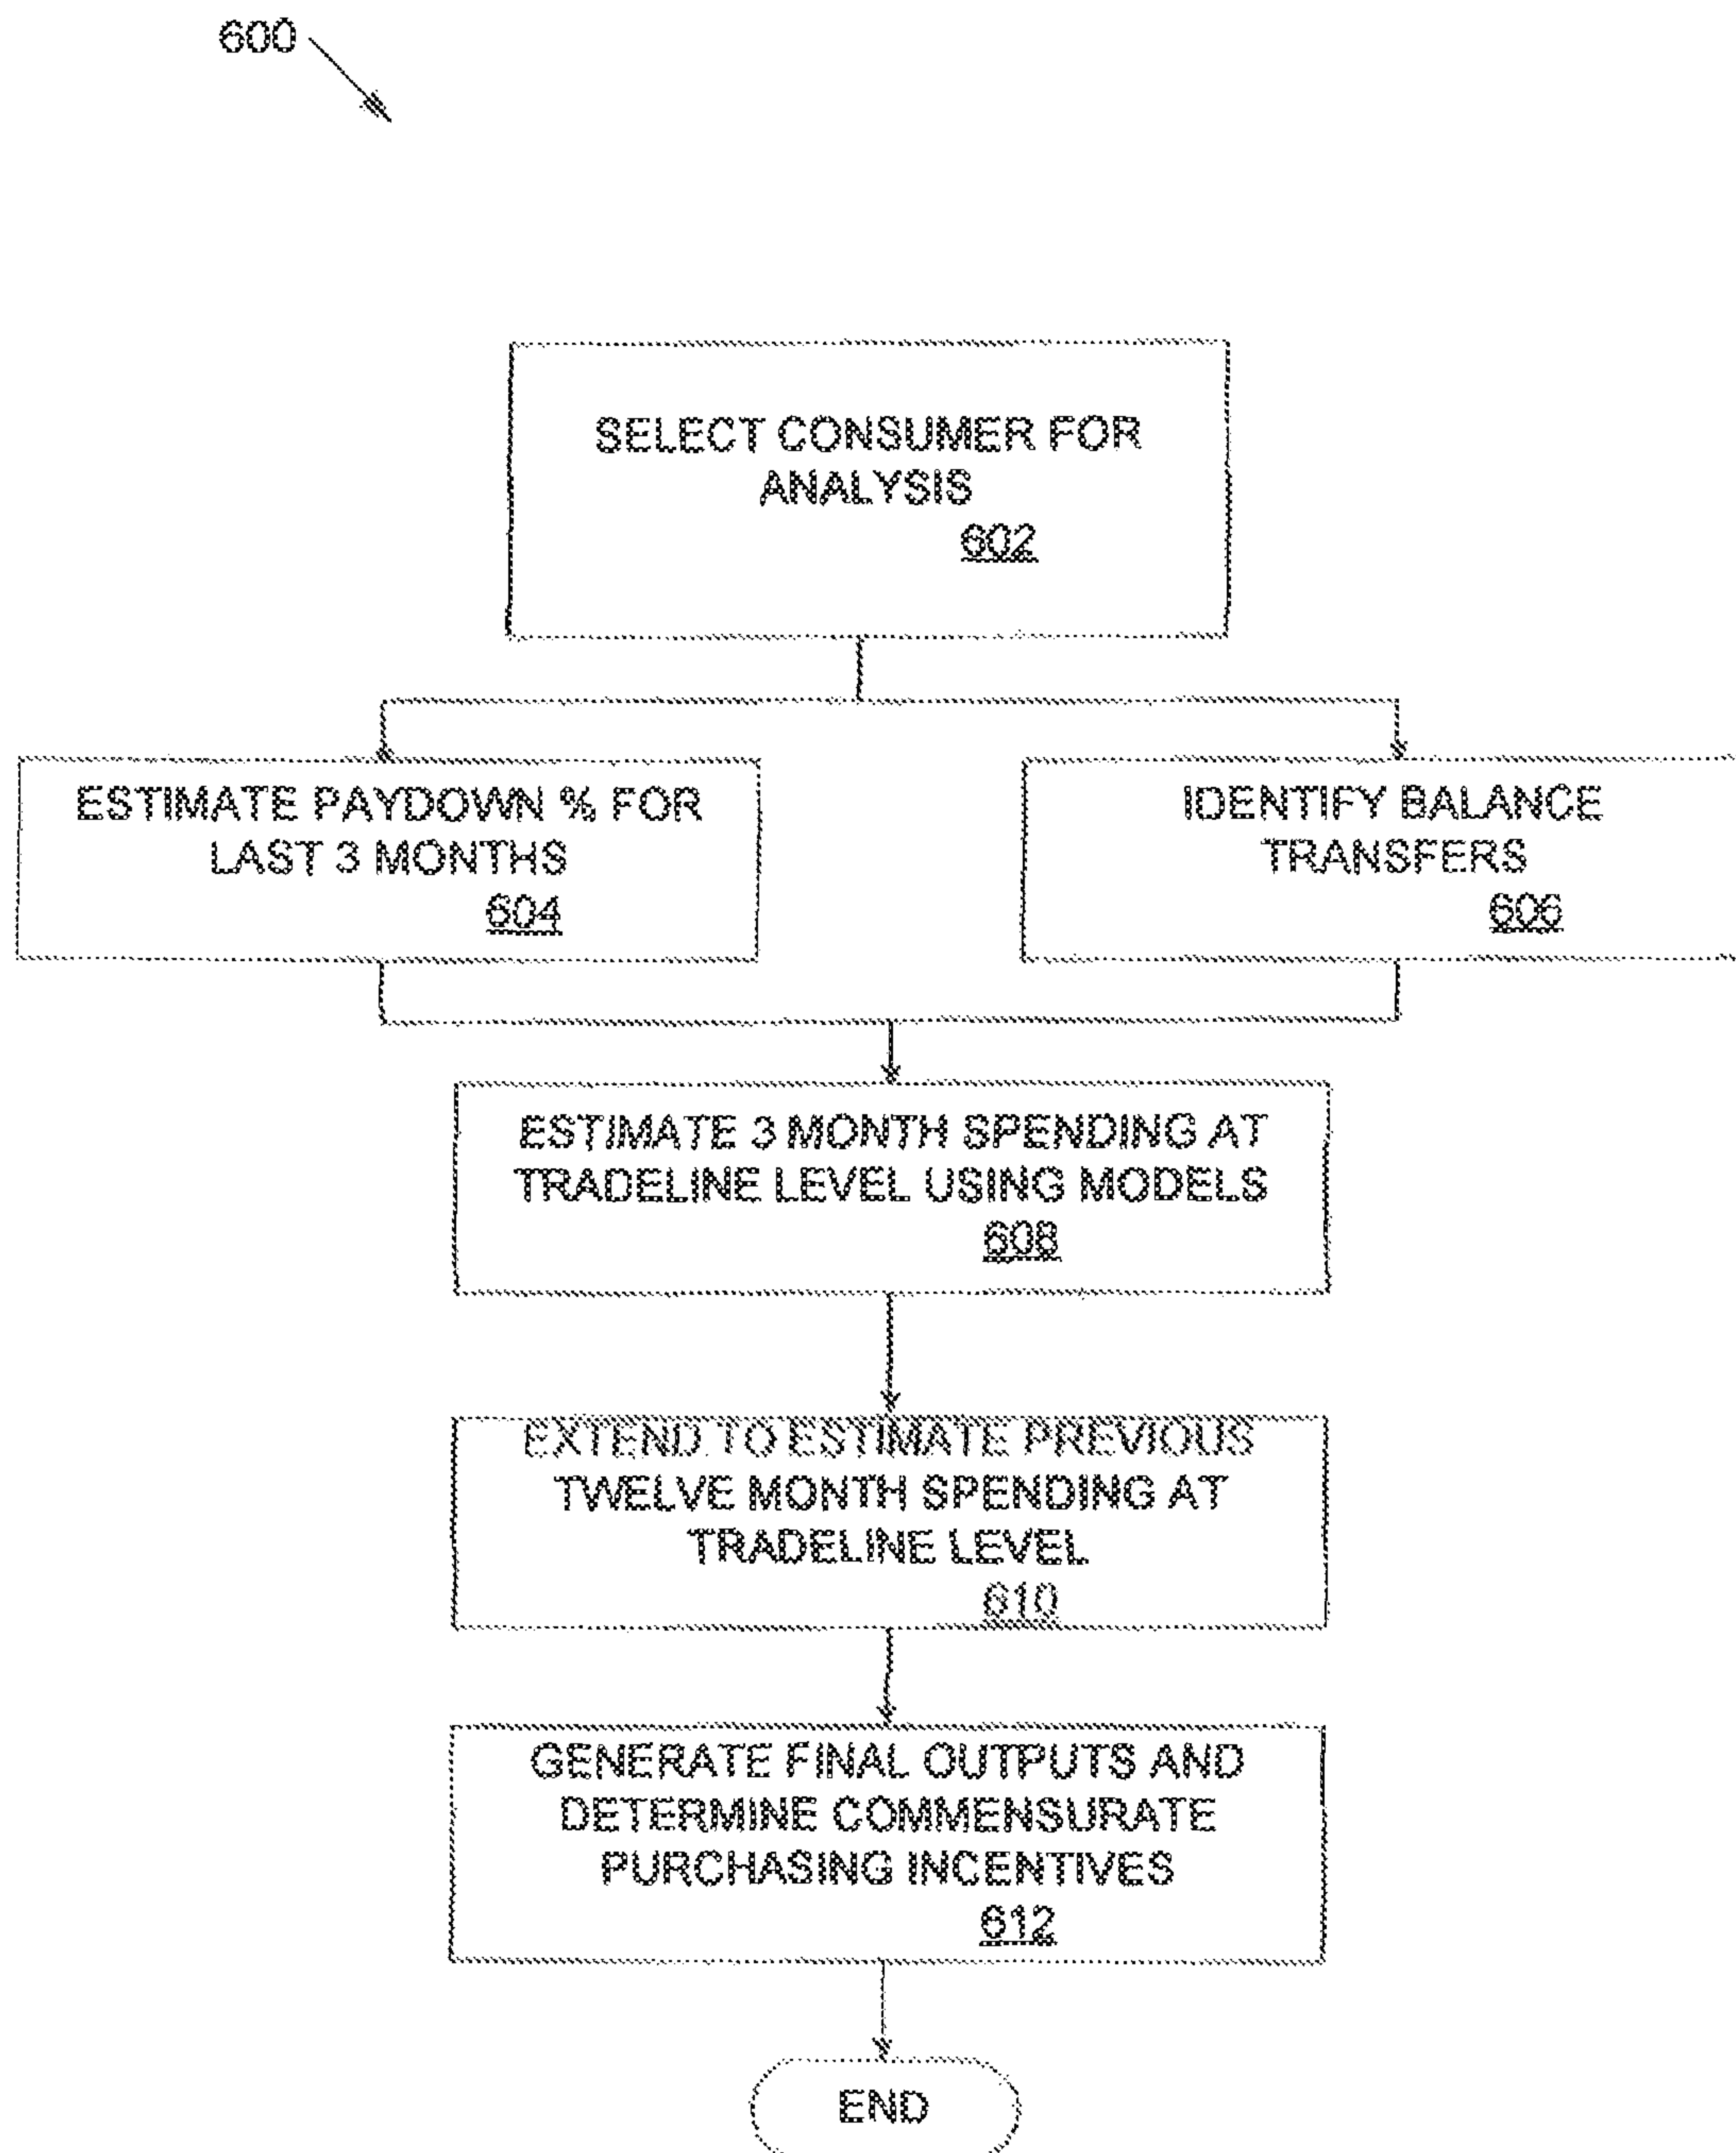 600
SELECT CONSUMER FOR
ANALYSIS
602
ESTIMATE PAYDOWN % FOR
LAST 3 MONTHS
604
IDENTIFY BALANCE
TRANSFERS
606
ESTIMATE 3 MONTH SPENDING AT
TRADELINE LEVEL USING MODELS
608
EXTEND TO ESTIMATE PREVIOUS
TWELVE MONTH SPENDING AT
TRADELINE LEVEL
610
GENERATE FINAL OUTPUTS AND
DETERMINE COMMENSURATE
PURCHASING INCENTIVES
612
END